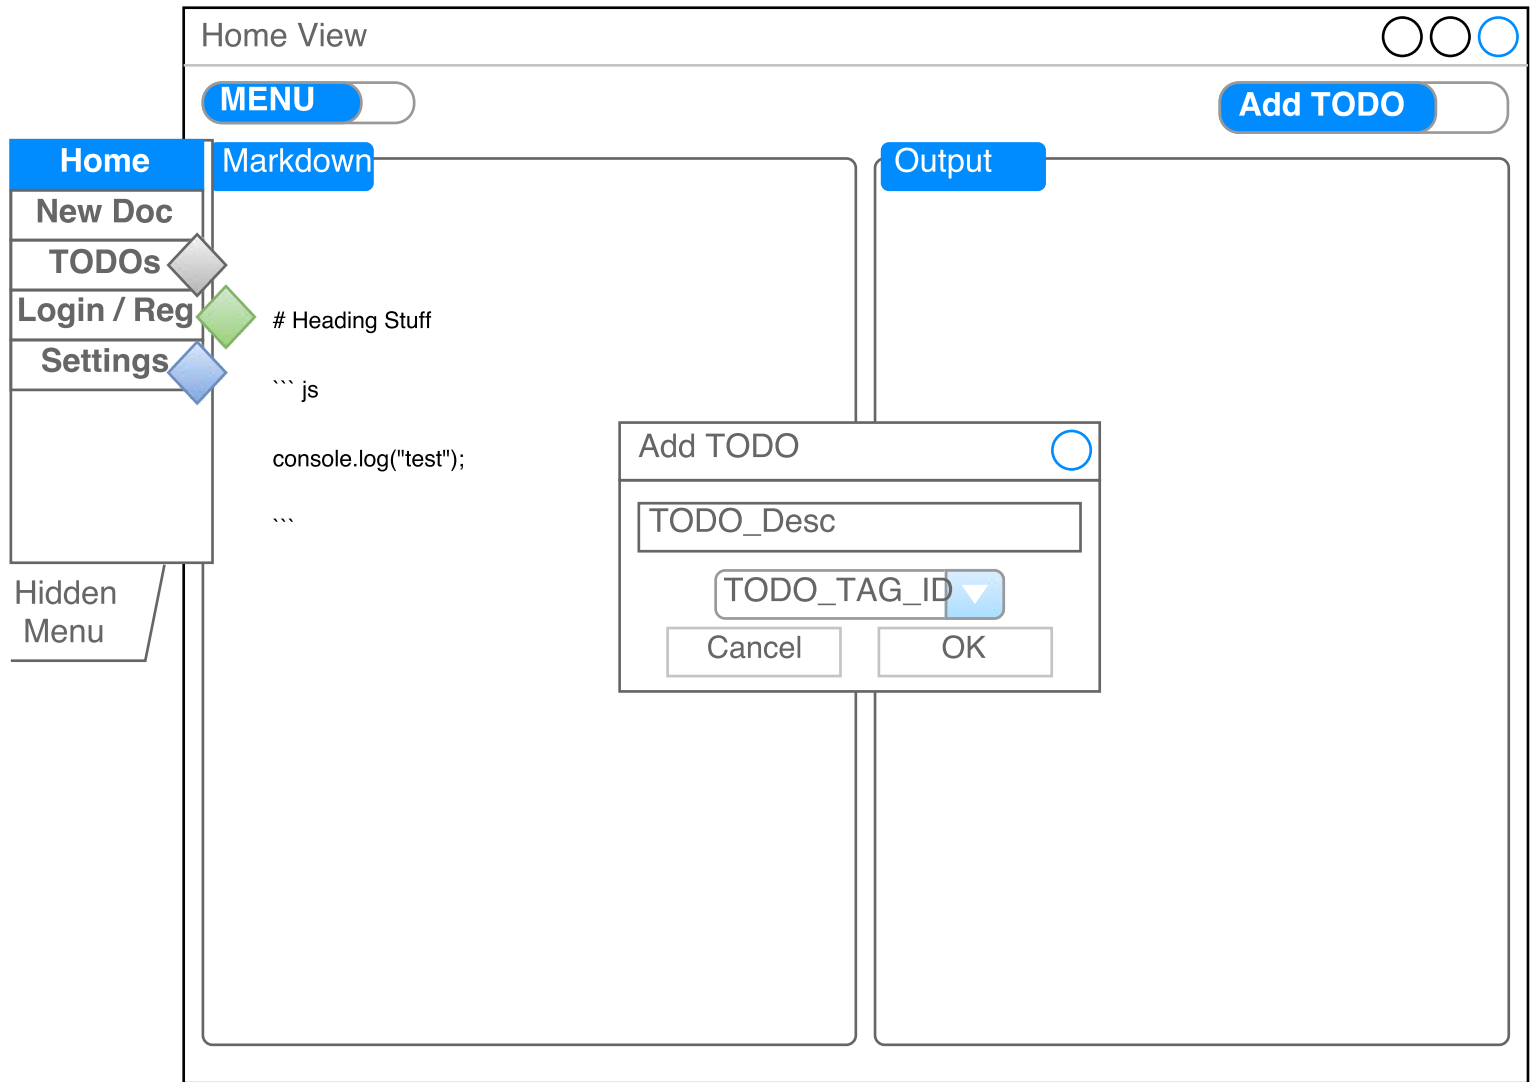 Home View
MENU
Add TODO
Home
New Doc
TODOs
Login / Reg
Settings
Hidden
Menu
Markdown
# Heading Stuff
``` js
console.log("test");
```
Output
Add TODO
TODO_Desc
TODO_TAG_ID
Cancel
OK